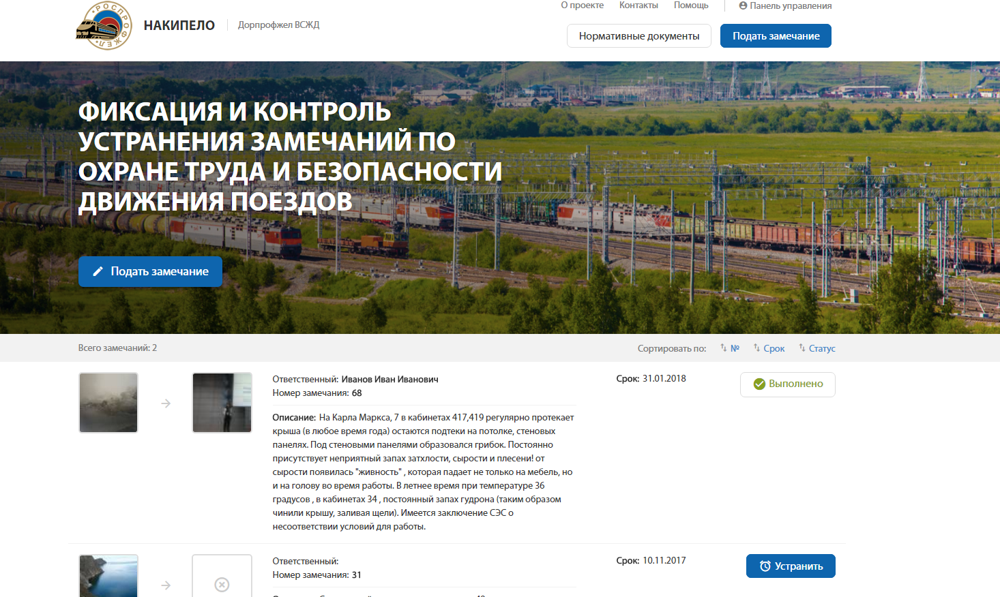 РОСПРОФЖЕЛ
НАКИПЕЛО
Дорпрофжел ВСЖД
О проекте
Контакты
Помощь
Панель управления
Нормативные документы
Подать замечание
ФИКСАЦИЯ И КОНТРОЛЬ
УСТРАНЕНИЯ ЗАМЕЧАНИЙ ПО
ОХРАНЕ ТРУДА И БЕЗОПАСНОСТИ
ДВИЖЕНИЯ ПОЕЗДОВ
Подать замечание
Всего замечаний: 2
Сортировать по:
№
Срок
Статус
Ответственный: Иванов Иван Иванович
Номер замечания: 68
Срок: 31.01.2018
Выполнено
Описание: На Карла Маркса, 7 в кабинетах 417,419 регулярно протекает
крыша (в любое время года) остаются подтеки на потолке, стеновых
панелях. Под стеновыми панелями образовался грибок. Постоянно
присутствует неприятный запах затхлости, сырости и плесени! от
сырости появилась "живность" , которая падает не только на мебель, но
и на голову во время работы. В летнее время при температуре 36
градусов , в кабинетах 34 , постоянный запах гудрона (таким образом
чинили крышу, заливая щели). Имеется заключение СЭС о
несоответствии условий для работы.
Ответственный:
Номер замечания: 31
Срок: 10.11.2017
Устранить